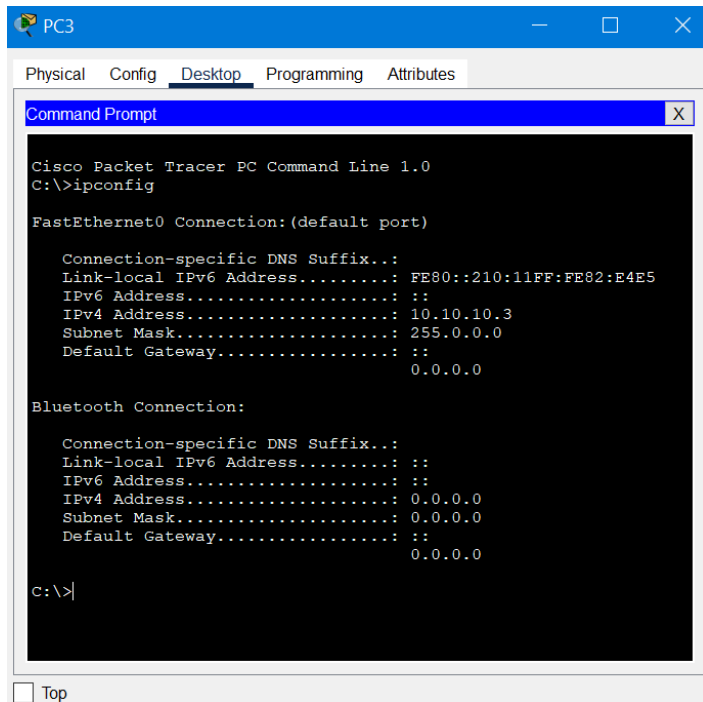 PC3
Physical Config Desktop Programming Attributes
Command Prompt X
Cisco Packet Tracer PC Command Line 1.0
C:\>ipconfig
FastEthernet0 Connection:(default port)
Connection-specific DNS Suffix..:
Link-local IPv6 Address.........: FE80::210:11FF:FE82:E4E5
IPv6 Address....................: ::
IPv4 Address....................: 10.10.10.3
Subnet Mask.....................: 255.0.0.0
Default Gateway.................: ::
0.0.0.0
Bluetooth Connection:
Connection-specific DNS Suffix..:
Link-local IPv6 Address.........: ::
IPv6 Address....................: ::
IPv4 Address....................: 0.0.0.0
Subnet Mask.....................: 0.0.0.0
Default Gateway.................: ::
0.0.0.0
C:\>
Top